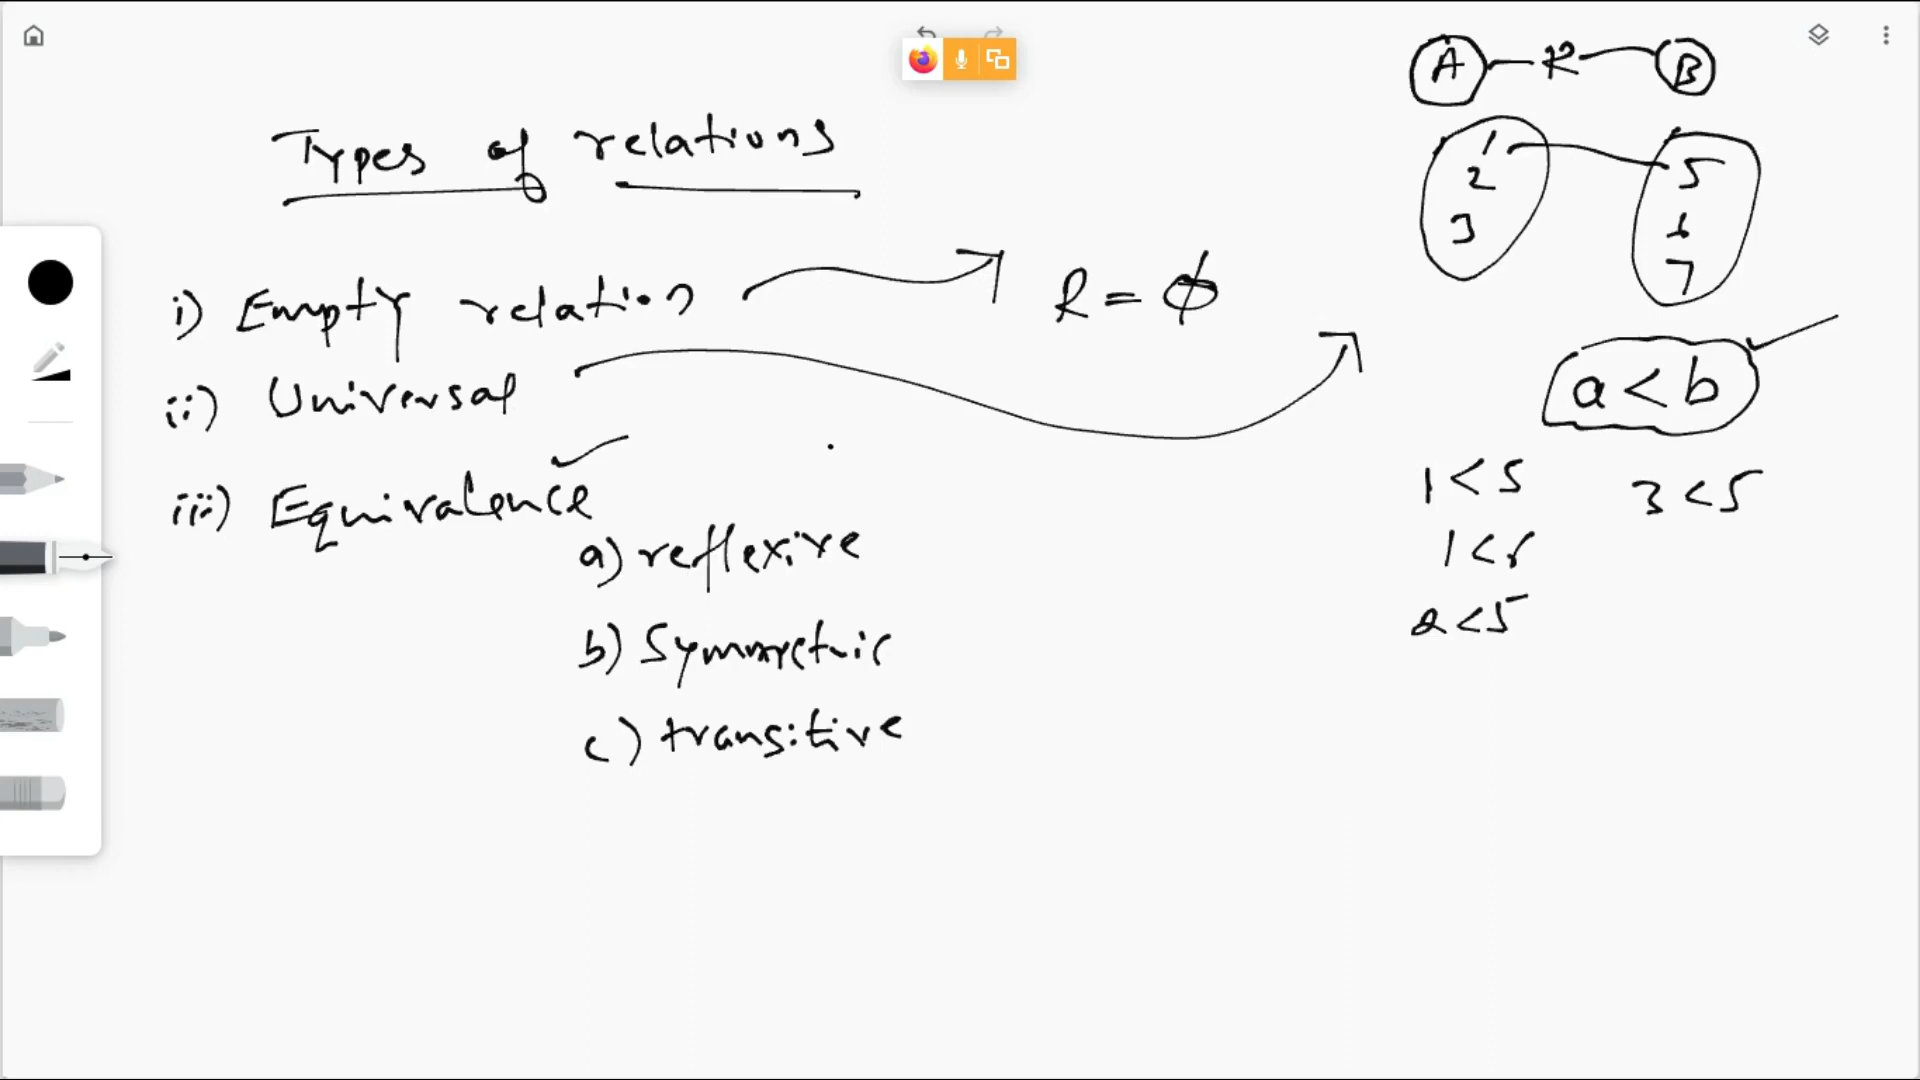 Types of relations
i) Empty relation
R = ϕ
ii) Universal
iii) Equivalence
a) reflexive
b) Symmetric
c) transitive
A R B
1 5
2 6
3 7
a < b
1 < 5 3 < 5
1 < 6
2 < 5